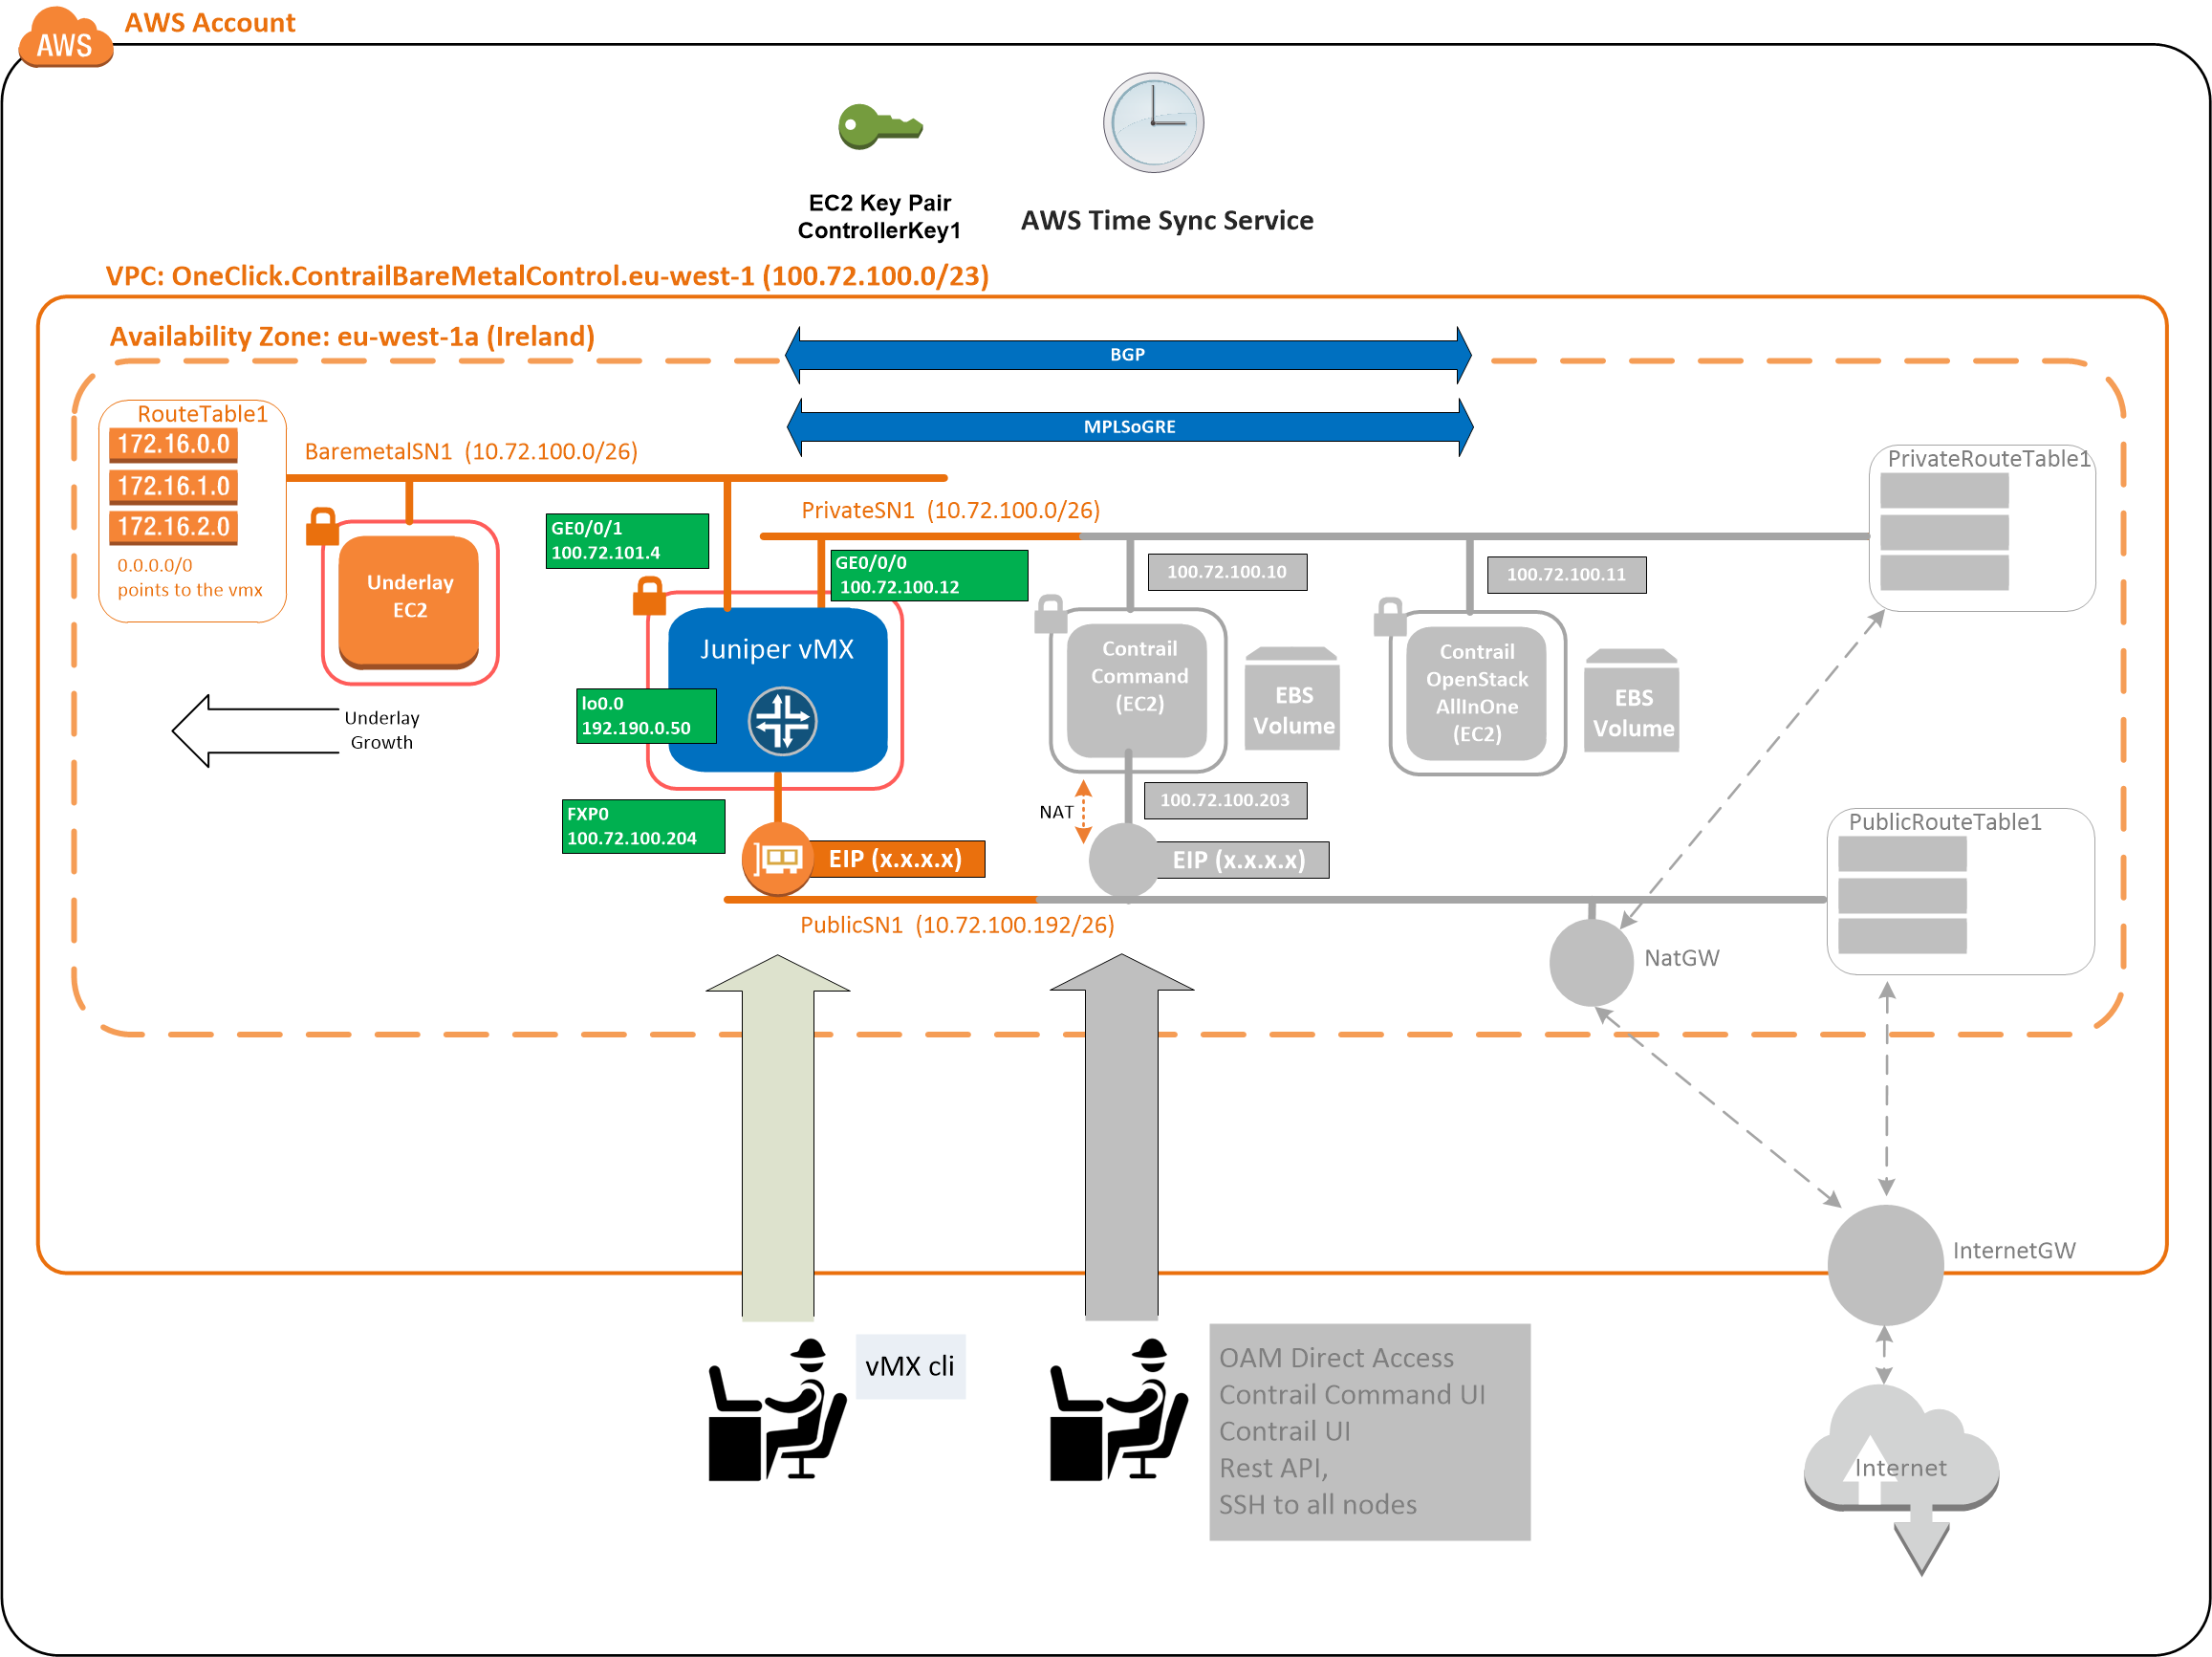 AWS
AWS Account
EC2 Key Pair
ControllerKey1
AWS Time Sync Service
VPC: OneClick.ContrailBareMetalControl.eu-west-1 (100.72.100.0/23)
Availability Zone: eu-west-1a (Ireland)
BGP
MPLSoGRE
RouteTable1
172.16.0.0
172.16.1.0
172.16.2.0
0.0.0.0/0
points to the vmx
BaremetalSN1 (10.72.100.0/26)
PrivateSN1 (10.72.100.0/26)
PrivateRouteTable1
Underlay
EC2
GE0/0/1
100.72.101.4
GE0/0/0
100.72.100.12
100.72.100.10
100.72.100.11
Juniper vMX
lo0.0
192.190.0.50
Contrail
Command
(EC2)
EBS
Volume
Contrail
OpenStack
AllInOne
(EC2)
EBS
Volume
Underlay
Growth
FXP0
100.72.100.204
NAT
100.72.100.203
EIP (x.x.x.x)
EIP (x.x.x.x)
PublicRouteTable1
PublicSN1 (10.72.100.192/26)
NatGW
InternetGW
vMX cli
OAM Direct Access
Contrail Command UI
Contrail UI
Rest API,
SSH to all nodes
Internet